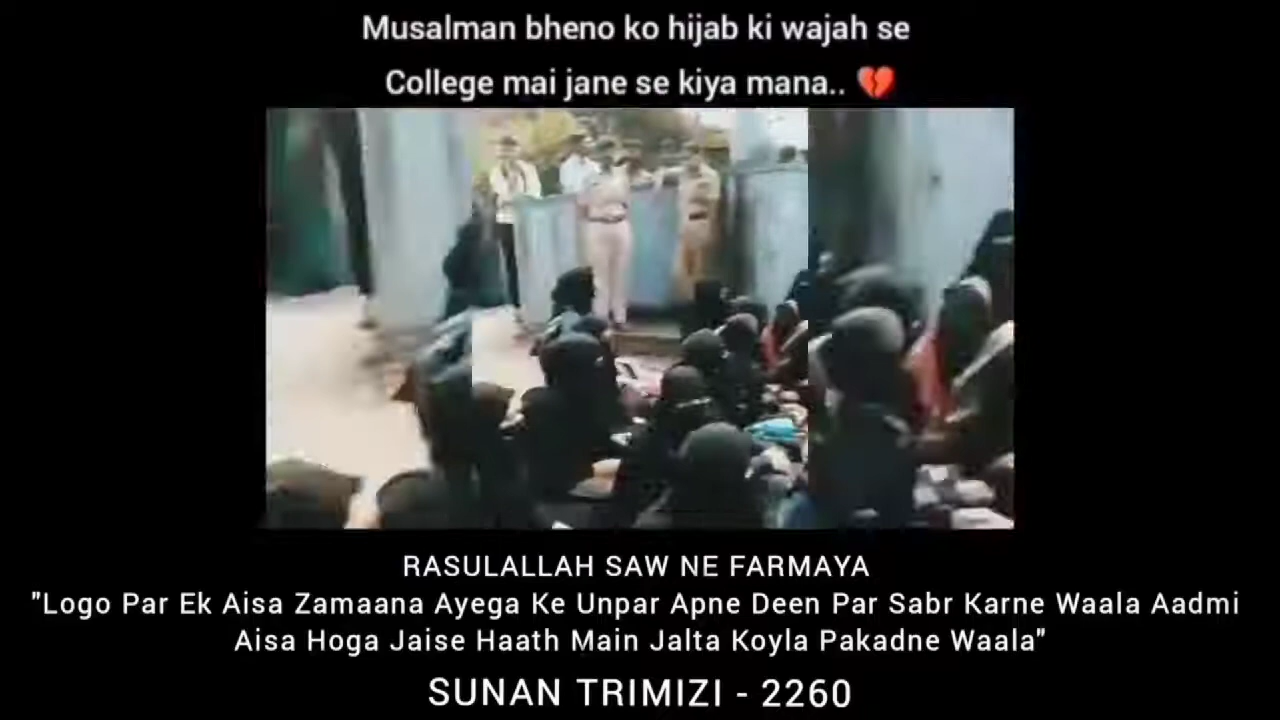 Musalman bheno ko hijab ki wajah se
College mai jane se kiya mana.. 💔
RASULALLAH SAW NE FARMAYA
"Logo Par Ek Aisa Zamaana Ayega Ke Unpar Apne Deen Par Sabr Karne Waala Aadmi
Aisa Hoga Jaise Haath Main Jalta Koyla Pakadne Waala"
SUNAN TRIMIZI - 2260